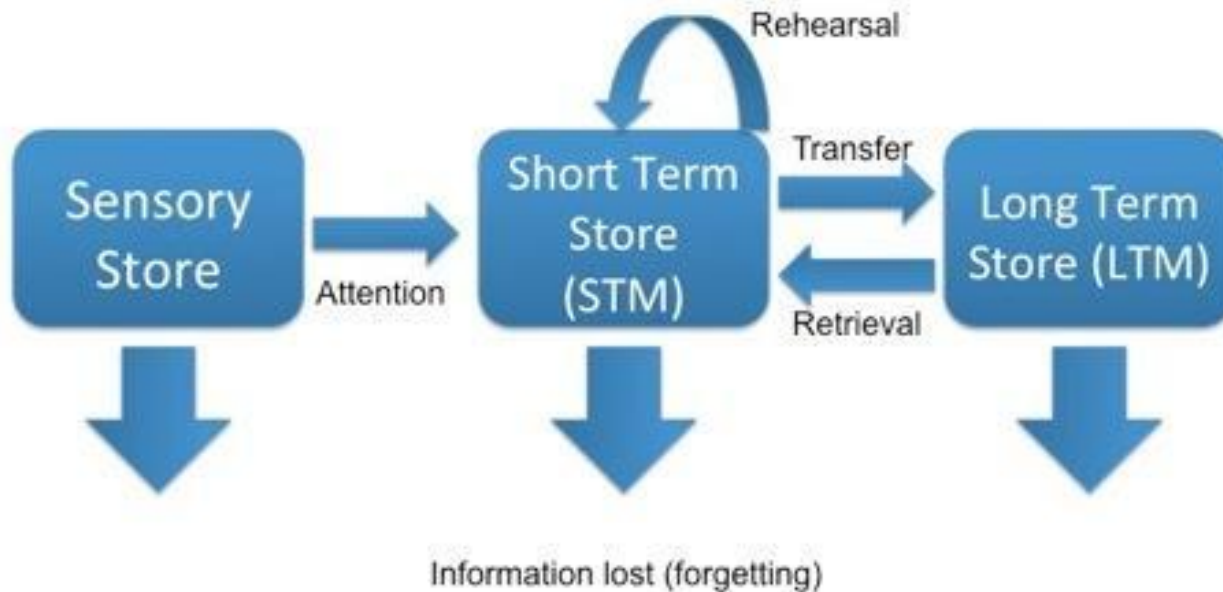 Rehearsal
Sensory
Store
Attention
Short Term
Store
(STM)
Transfer
Retrieval
Long Term
Store (LTM)
Information lost (forgetting)